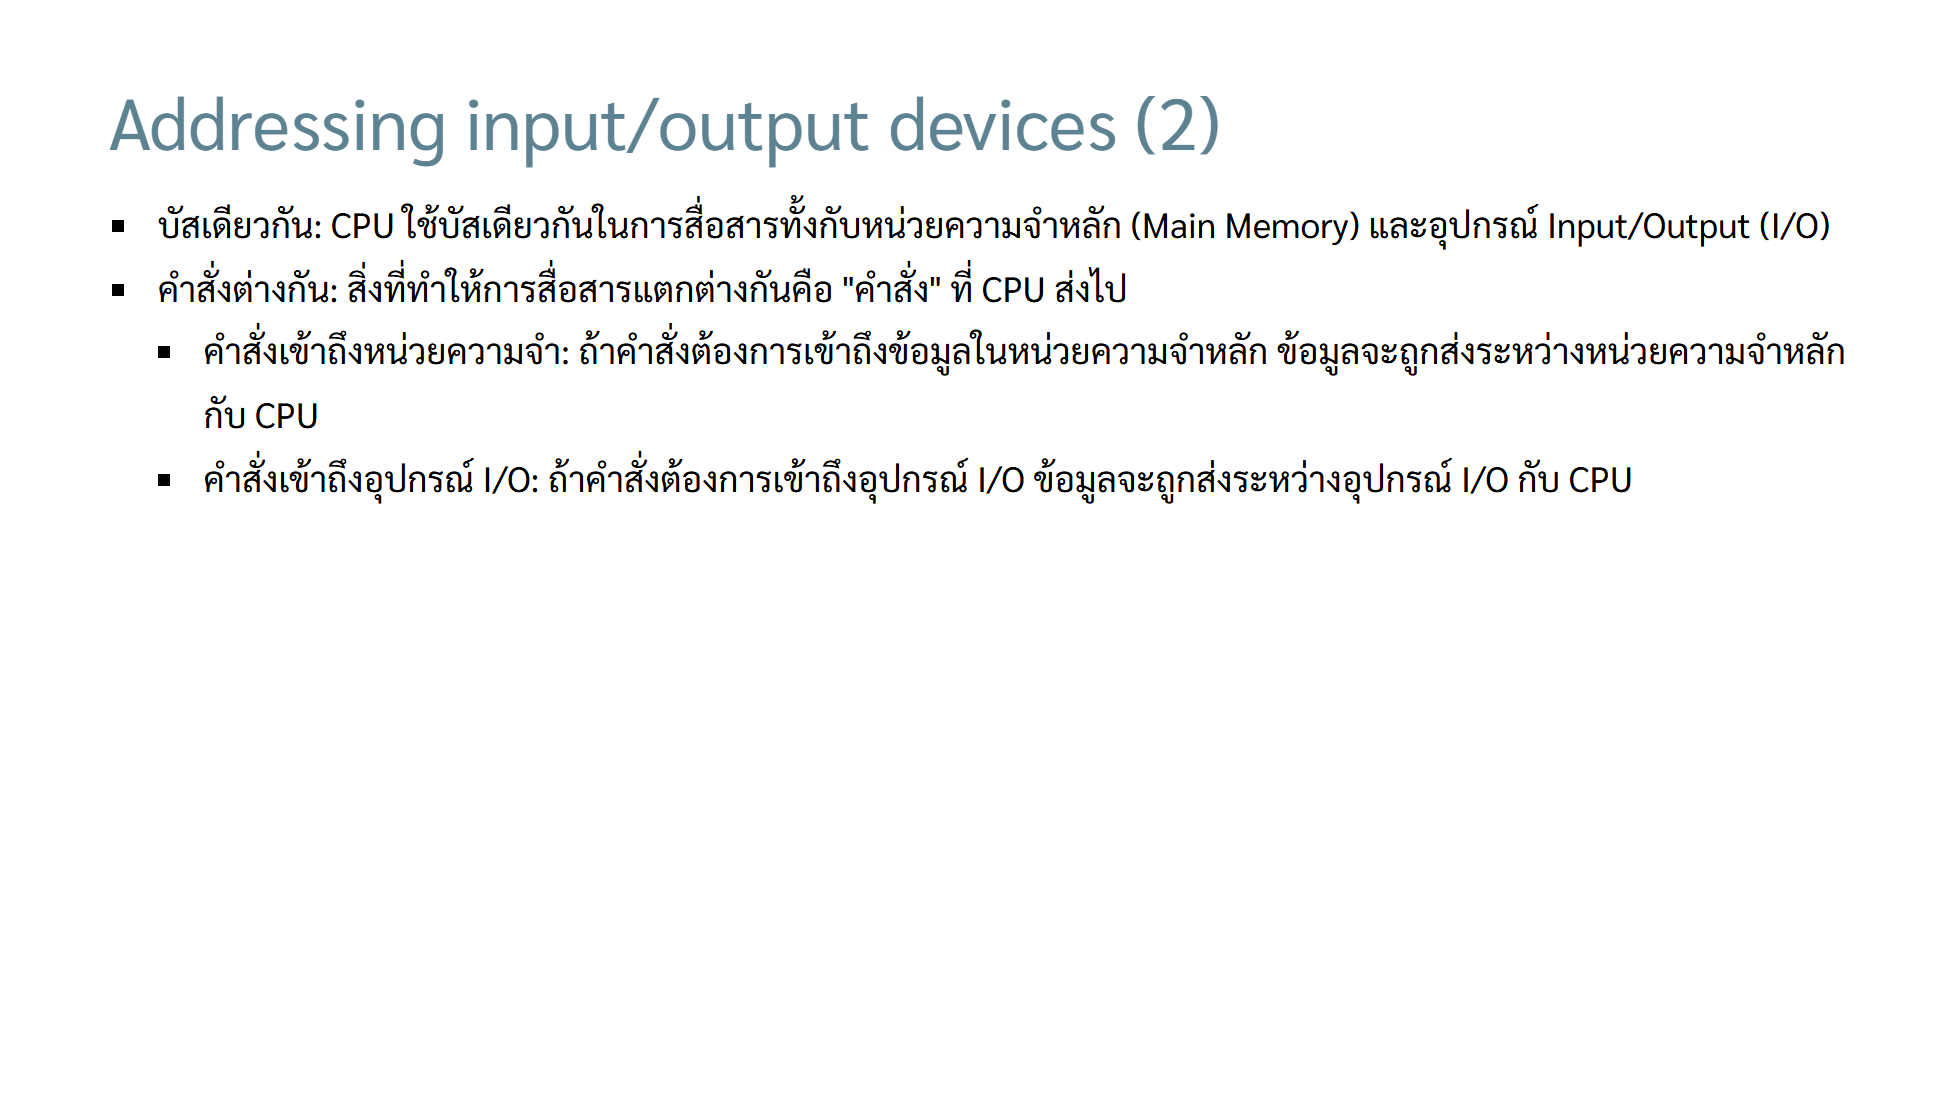 Addressing input/output devices (2)
▪ บัสเดียวกัน: CPU ใช้บัสเดียวกันในการสื่อสารทั้งกับหน่วยความจำหลัก (Main Memory) และอุปกรณ์ Input/Output (I/O)
▪ คำสั่งต่างกัน: สิ่งที่ทำให้การสื่อสารแตกต่างกันคือ "คำสั่ง" ที่ CPU ส่งไป
▪ คำสั่งเข้าถึงหน่วยความจำ: ถ้าคำสั่งต้องการเข้าถึงข้อมูลในหน่วยความจำหลัก ข้อมูลจะถูกส่งระหว่างหน่วยความจำหลัก
กับ CPU
▪ คำสั่งเข้าถึงอุปกรณ์ I/O: ถ้าคำสั่งต้องการเข้าถึงอุปกรณ์ I/O ข้อมูลจะถูกส่งระหว่างอุปกรณ์ I/O กับ CPU